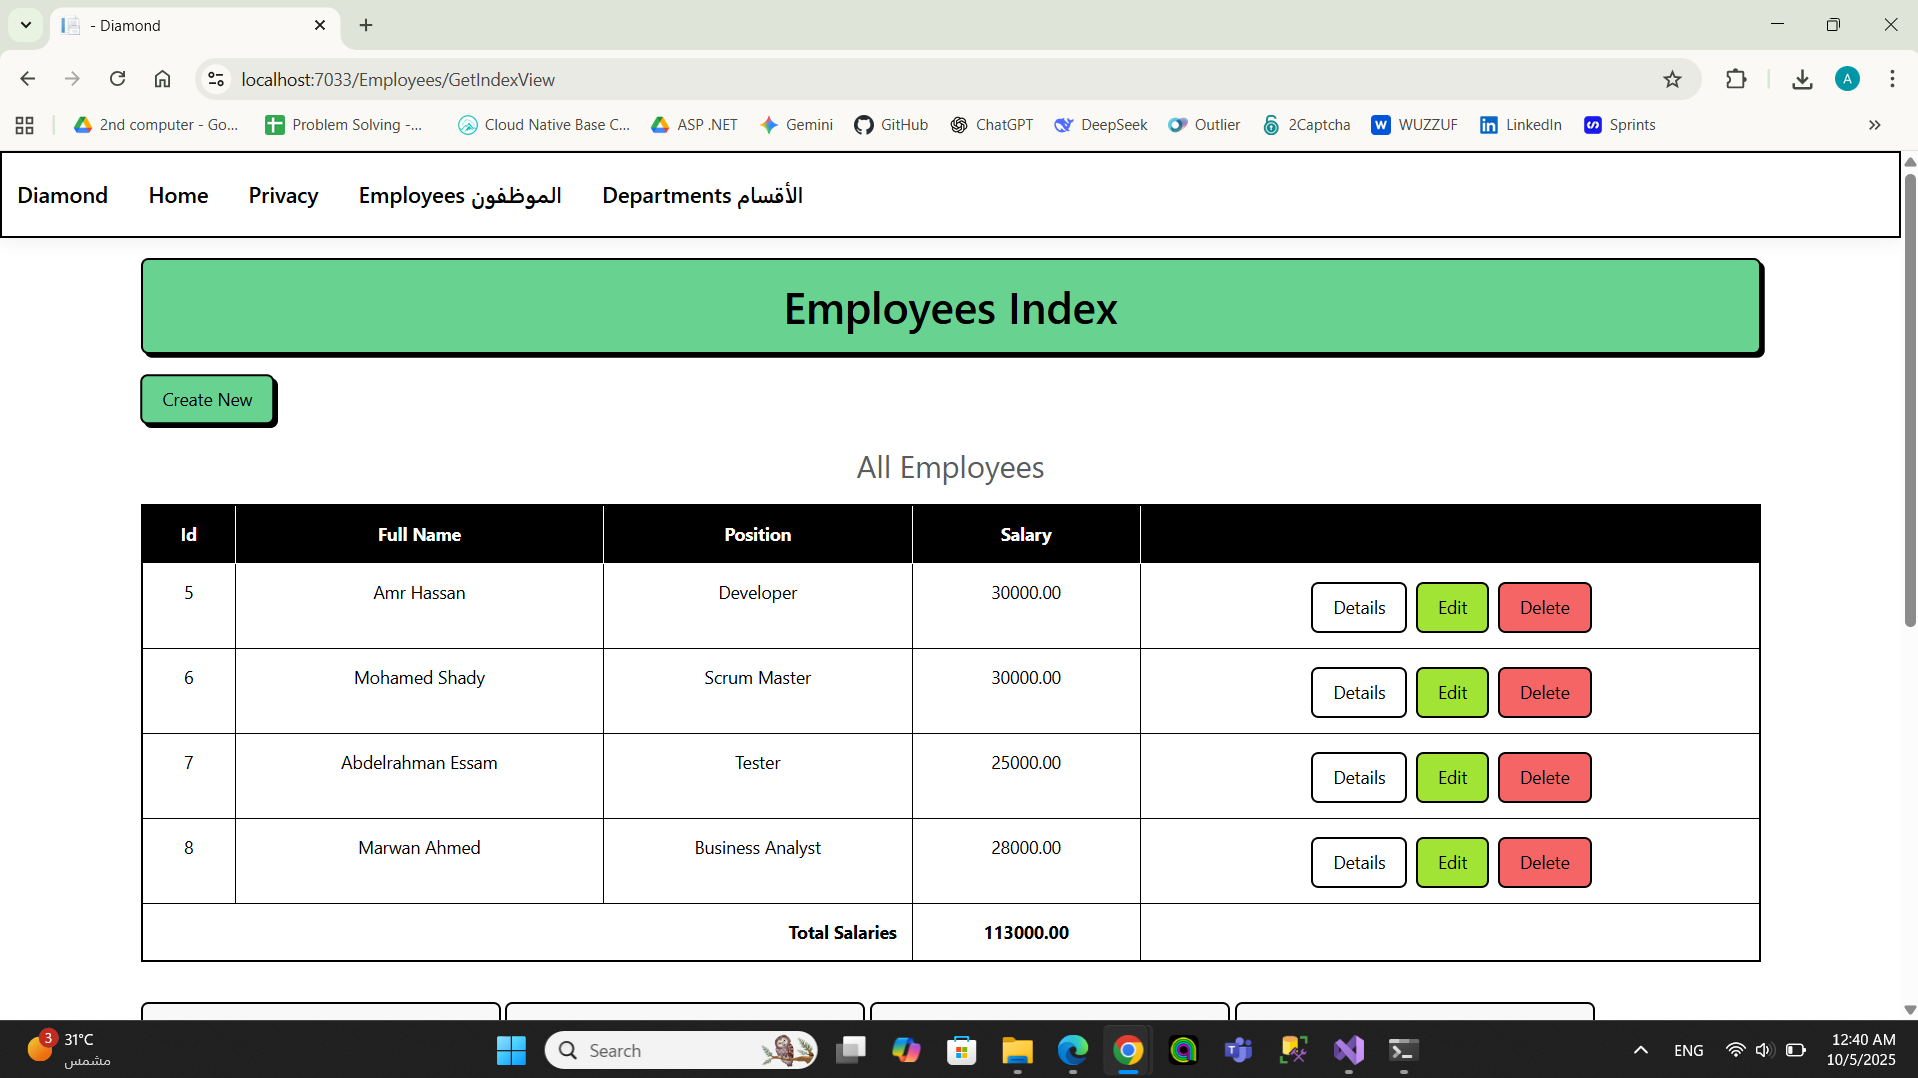 - Diamond
localhost:7033/Employees/GetIndexView
A
2nd computer - Go...
Problem Solving -...
Cloud Native Base C...
ASP .NET
Gemini
GitHub
ChatGPT
DeepSeek
Outlier
2Captcha
WUZZUF
LinkedIn
Sprints
Diamond Home Privacy Employees الموظفون Departments الأقسام
Employees Index
Create New
All Employees
Id Full Name Position Salary
5 Amr Hassan Developer 30000.00 Details Edit Delete
6 Mohamed Shady Scrum Master 30000.00 Details Edit Delete
7 Abdelrahman Essam Tester 25000.00 Details Edit Delete
8 Marwan Ahmed Business Analyst 28000.00 Details Edit Delete
Total Salaries 113000.00
3
31°C
مشمس
Search
ENG
12:40 AM
10/5/2025